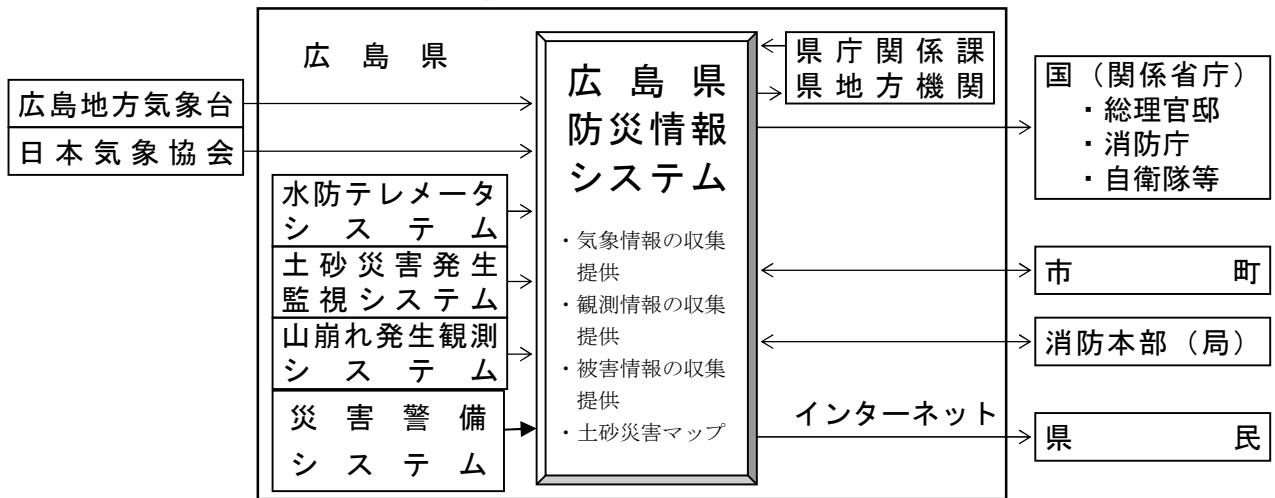 広島県
広島地方気象台
日本気象協会
水防テレメータ
システム
土砂災害発生
監視システム
山崩れ発生観測
システム
災害警備
システム
広島県
防災情報
システム
・気象情報の収集
提供
・観測情報の収集
提供
・被害情報の収集
提供
・土砂災害マップ
県庁関係課
県地方機関
国（関係省庁）
・総理官邸
・消防庁
・自衛隊等
市町
消防本部（局）
インターネット
県民